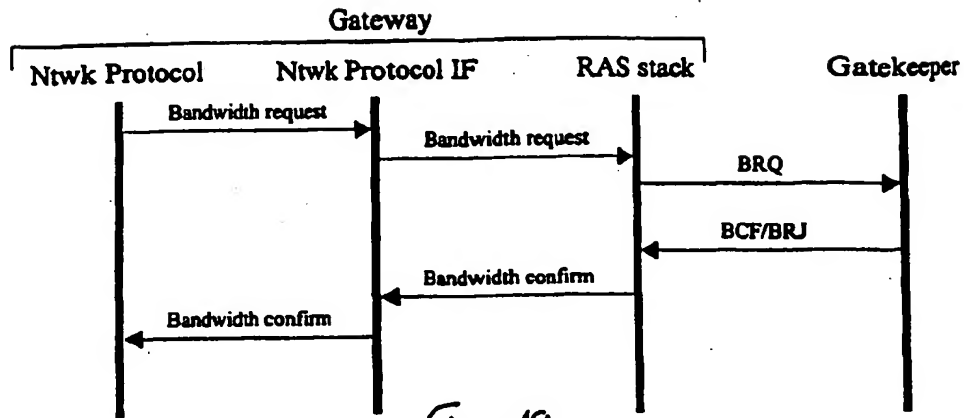 Gateway
Ntwk Protocol Ntwk Protocol IF RAS stack Gatekeeper
Bandwidth request
Bandwidth request
BRQ
BCF/BRJ
Bandwidth confirm
Bandwidth confirm